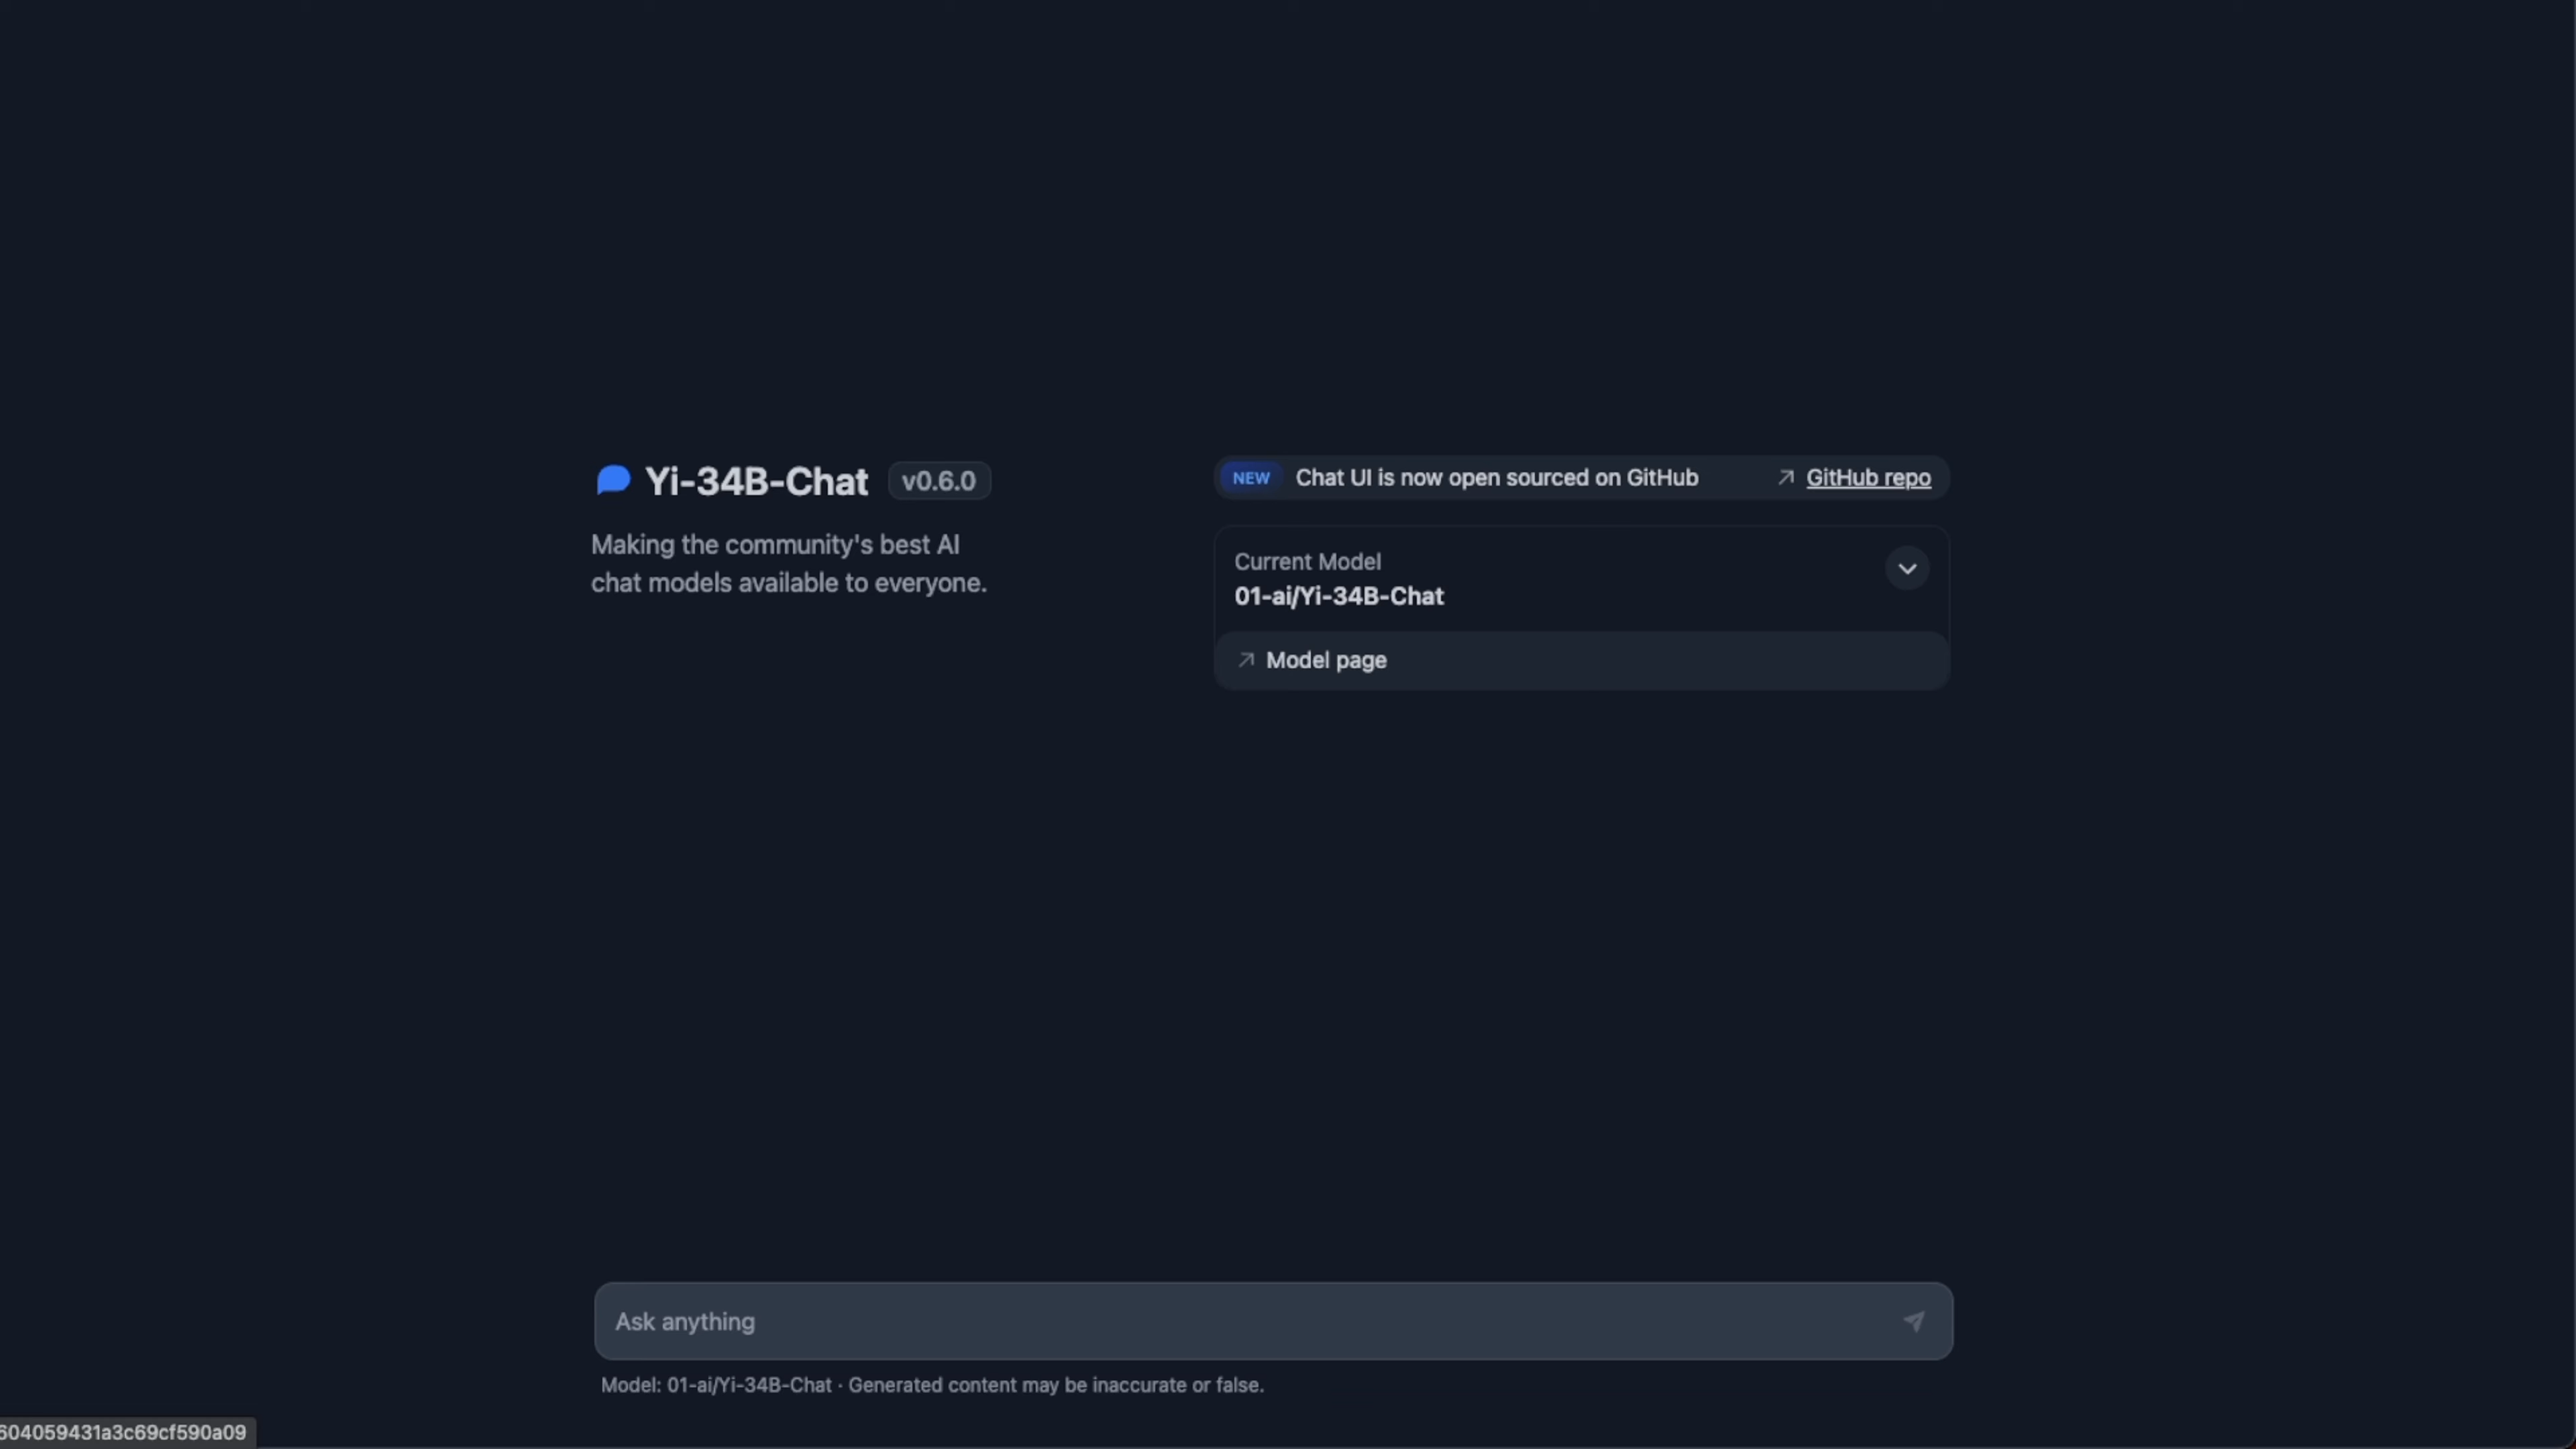 Yi-34B-Chat v0.6.0
Making the community's best AI
chat models available to everyone.
NEW Chat UI is now open sourced on GitHub GitHub repo
Current Model
01-ai/Yi-34B-Chat
Model page
Ask anything
Model: 01-ai/Yi-34B-Chat · Generated content may be inaccurate or false.
604059431a3c69cf590a09